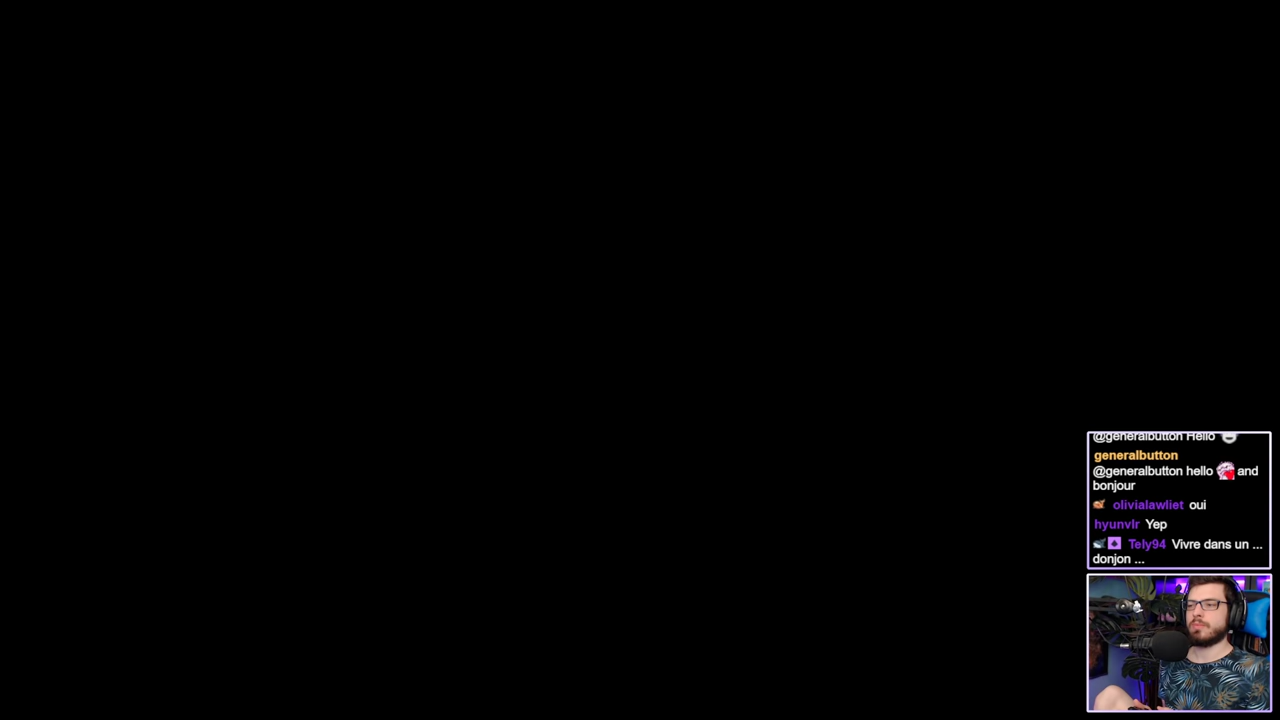 @generalbutton Hello
generalbutton
@generalbutton hello and
bonjour
olivialawliet oui
hyunvlr Yep
Tely94 Vivre dans un ...
donjon ...